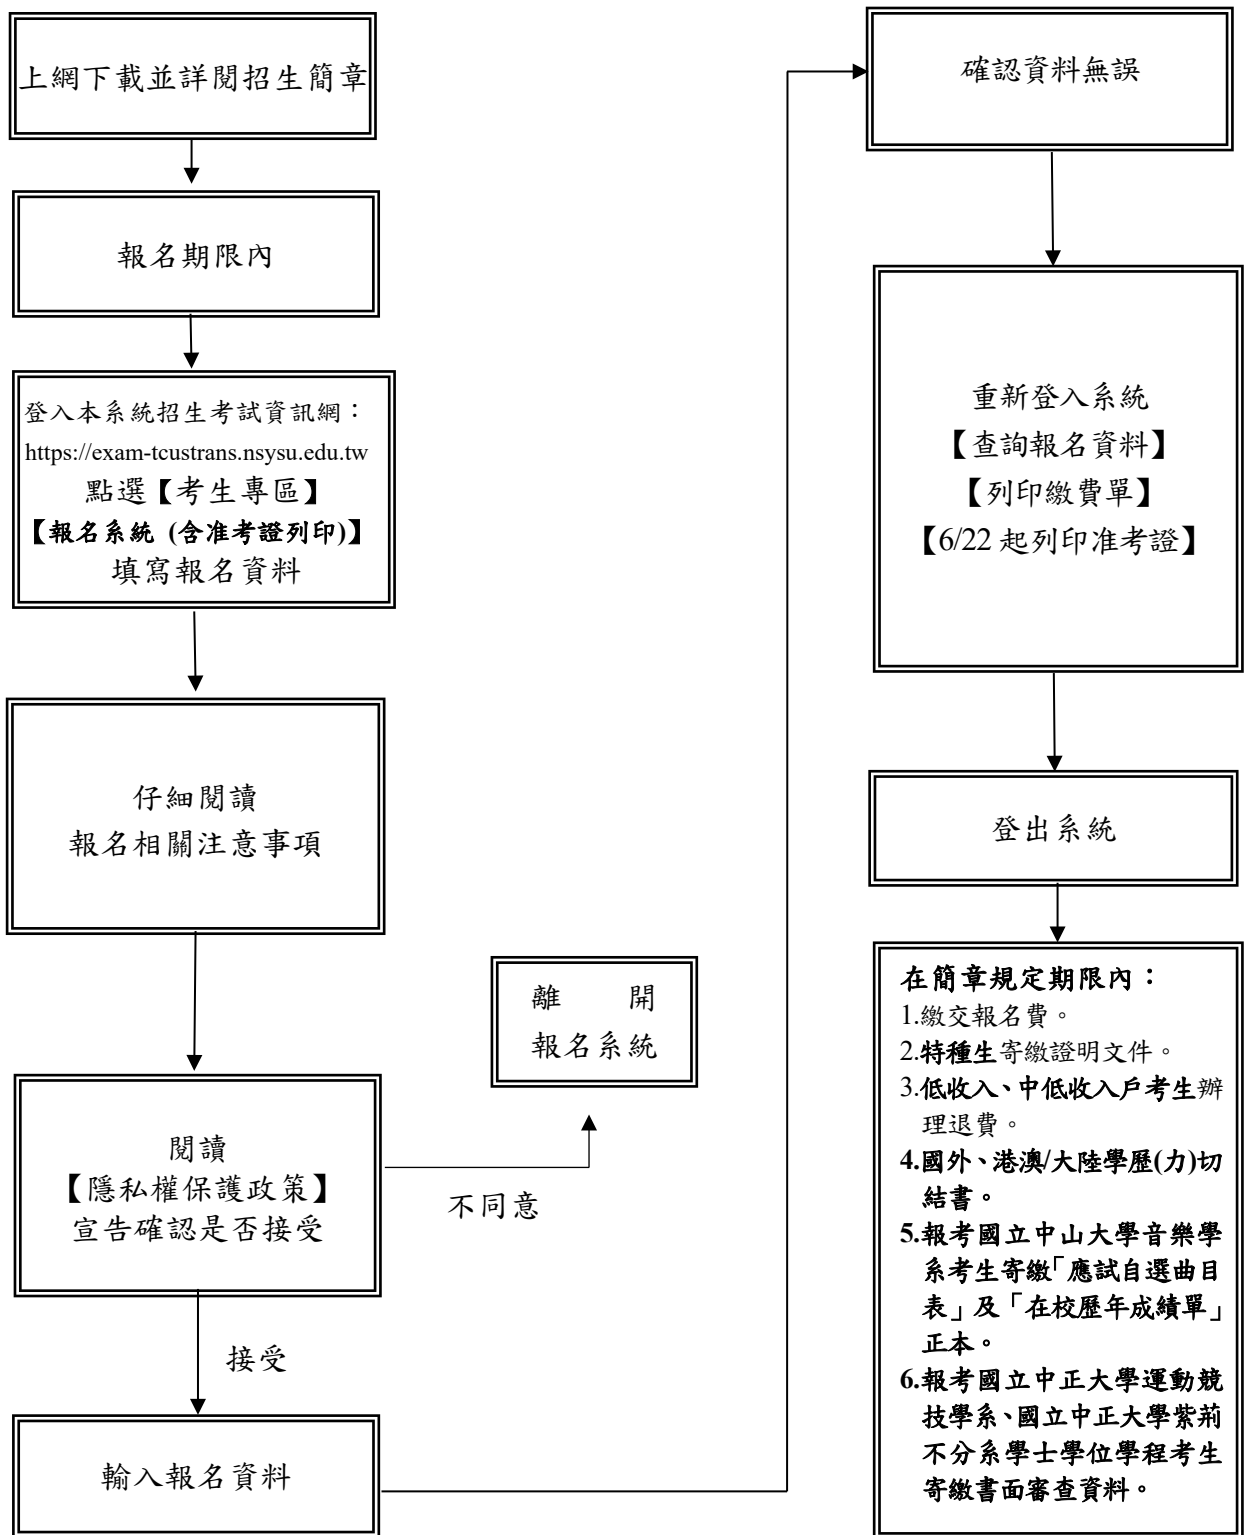 上網下載並詳閱招生簡章
報名期限內
登入本系統招生考試資訊網：
https://exam-tcustrans.nsysu.edu.tw
點選【考生專區】
【報名系統 (含准考證列印)】
填寫報名資料
仔細閱讀
報名相關注意事項
閱讀
【隱私權保護政策】
宣告確認是否接受
不同意
離　　開
報名系統
接受
輸入報名資料
確認資料無誤
重新登入系統
【查詢報名資料】
【列印繳費單】
【6/22 起列印准考證】
登出系統
在簡章規定期限內：
1.繳交報名費。
2.特種生寄繳證明文件。
3.低收入、中低收入戶考生辦
理退費。
4.國外、港澳/大陸學歷(力)切
結書。
5.報考國立中山大學音樂學
系考生寄繳「應試自選曲目
表」及「在校歷年成績單」
正本。
6.報考國立中正大學運動競
技學系、國立中正大學紫荊
不分系學士學位學程考生
寄繳書面審查資料。